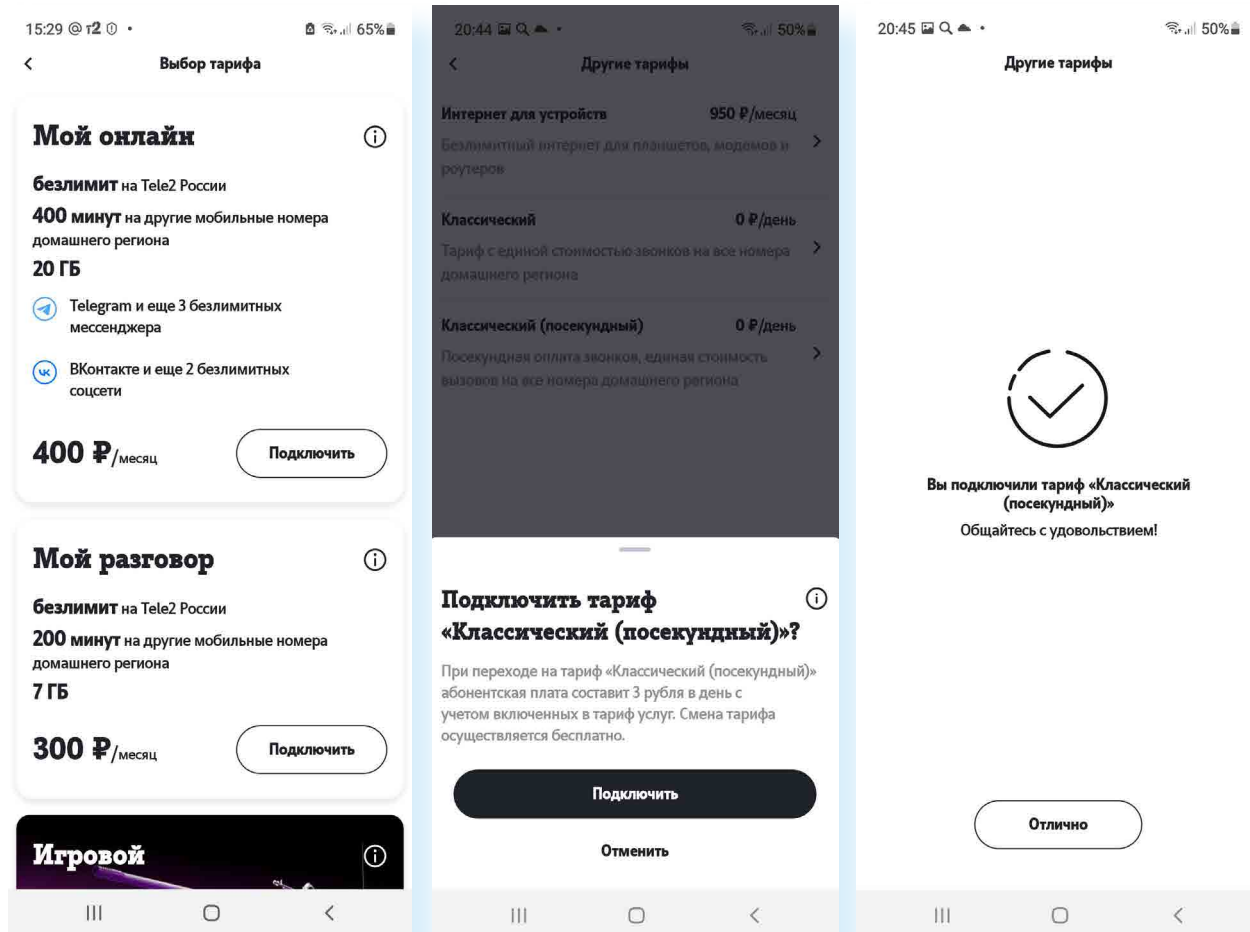 15:29 @ т2
65%
Выбор тарифа
Мой онлайн
безлимит на Tele2 России
400 минут на другие мобильные номера
домашнего региона
20 ГБ
Telegram и еще 3 безлимитных
мессенджера
ВКонтакте и еще 2 безлимитных
соцсети
400 ₽/месяц
Подключить
Мой разговор
безлимит на Tele2 России
200 минут на другие мобильные номера
домашнего региона
7 ГБ
300 ₽/месяц
Подключить
Игровой
20:44
50%
Другие тарифы
Интернет для устройств 950 ₽/месяц
Безлимитный интернет для планшетов, модемов и
роутеров
Классический 0 ₽/день
Тариф с единой стоимостью звонков на все номера
домашнего региона
Классический (посекундный) 0 ₽/день
Посекундная оплата звонков, единая стоимость
вызовов на все номера домашнего региона
Подключить тариф
«Классический (посекундный)»?
При переходе на тариф «Классический (посекундный)»
абонентская плата составит 3 рубля в день с
учетом включенных в тариф услуг. Смена тарифа
осуществляется бесплатно.
Подключить
Отменить
20:45
50%
Другие тарифы
Вы подключили тариф «Классический
(посекундный)»
Общайтесь с удовольствием!
Отлично